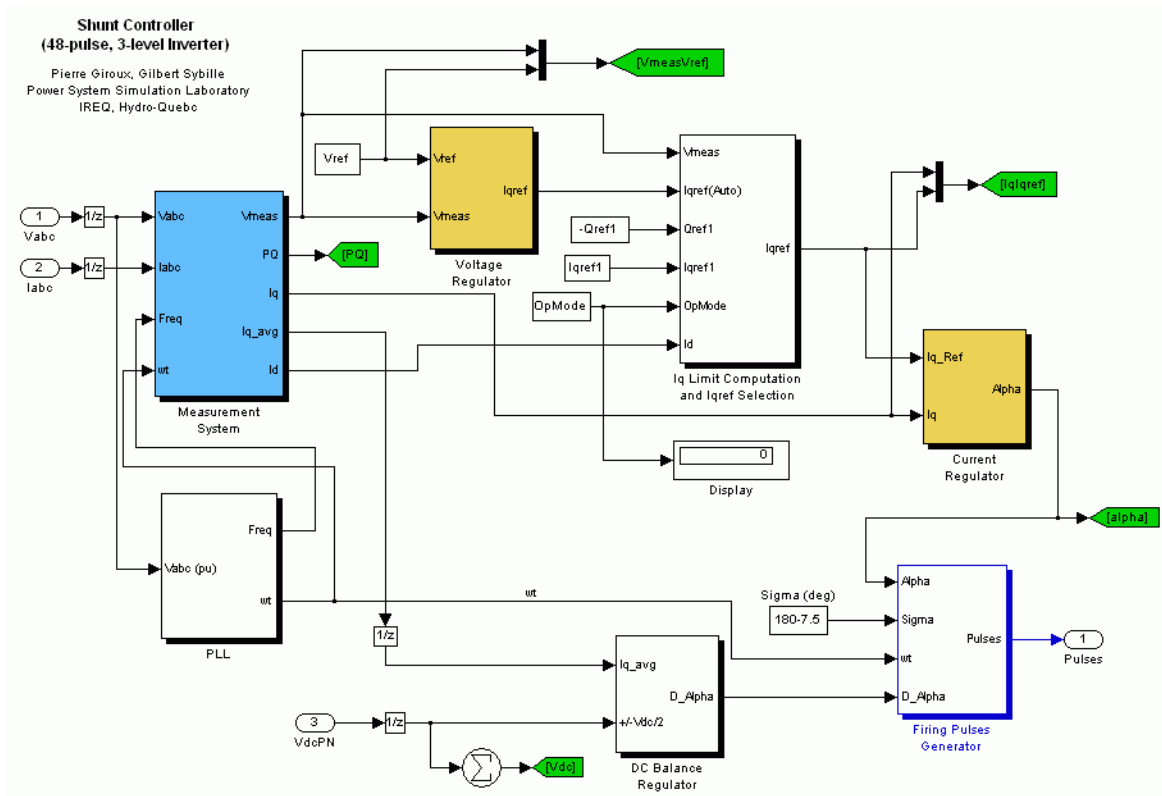 Shunt Controller
(48-pulse, 3-level Inverter)
Pierre Giroux, Gilbert Sybille
Power System Simulation Laboratory
IREQ, Hydro-Quebc
[VmeasVref]
Vref
Vref
Vmeas
Iqref
Voltage
Regulator
Vmeas
Iqref(Auto)
Qref1
Iqref1
OpMode
Id
Iqref
Iq Limit Computation
and Iqref Selection
-Qref1
Iqref1
OpMode
[IqIqref]
1
Vabc
1/z
2
Iabc
1/z
Vabc
Iabc
Freq
wt
Vmeas
PQ
Iq
Iq_avg
Id
Measurement
System
[PQ]
Iq_Ref
Iq
Alpha
Current
Regulator
0
Display
[alpha]
Vabc (pu)
Freq
wt
PLL
wt
1/z
Sigma (deg)
180-7.5
Alpha
Sigma
wt
D_Alpha
Pulses
Firing Pulses
Generator
1
Pulses
Iq_avg
+/-Vdc/2
D_Alpha
DC Balance
Regulator
3
VdcPN
1/z
Σ
[Vdc]